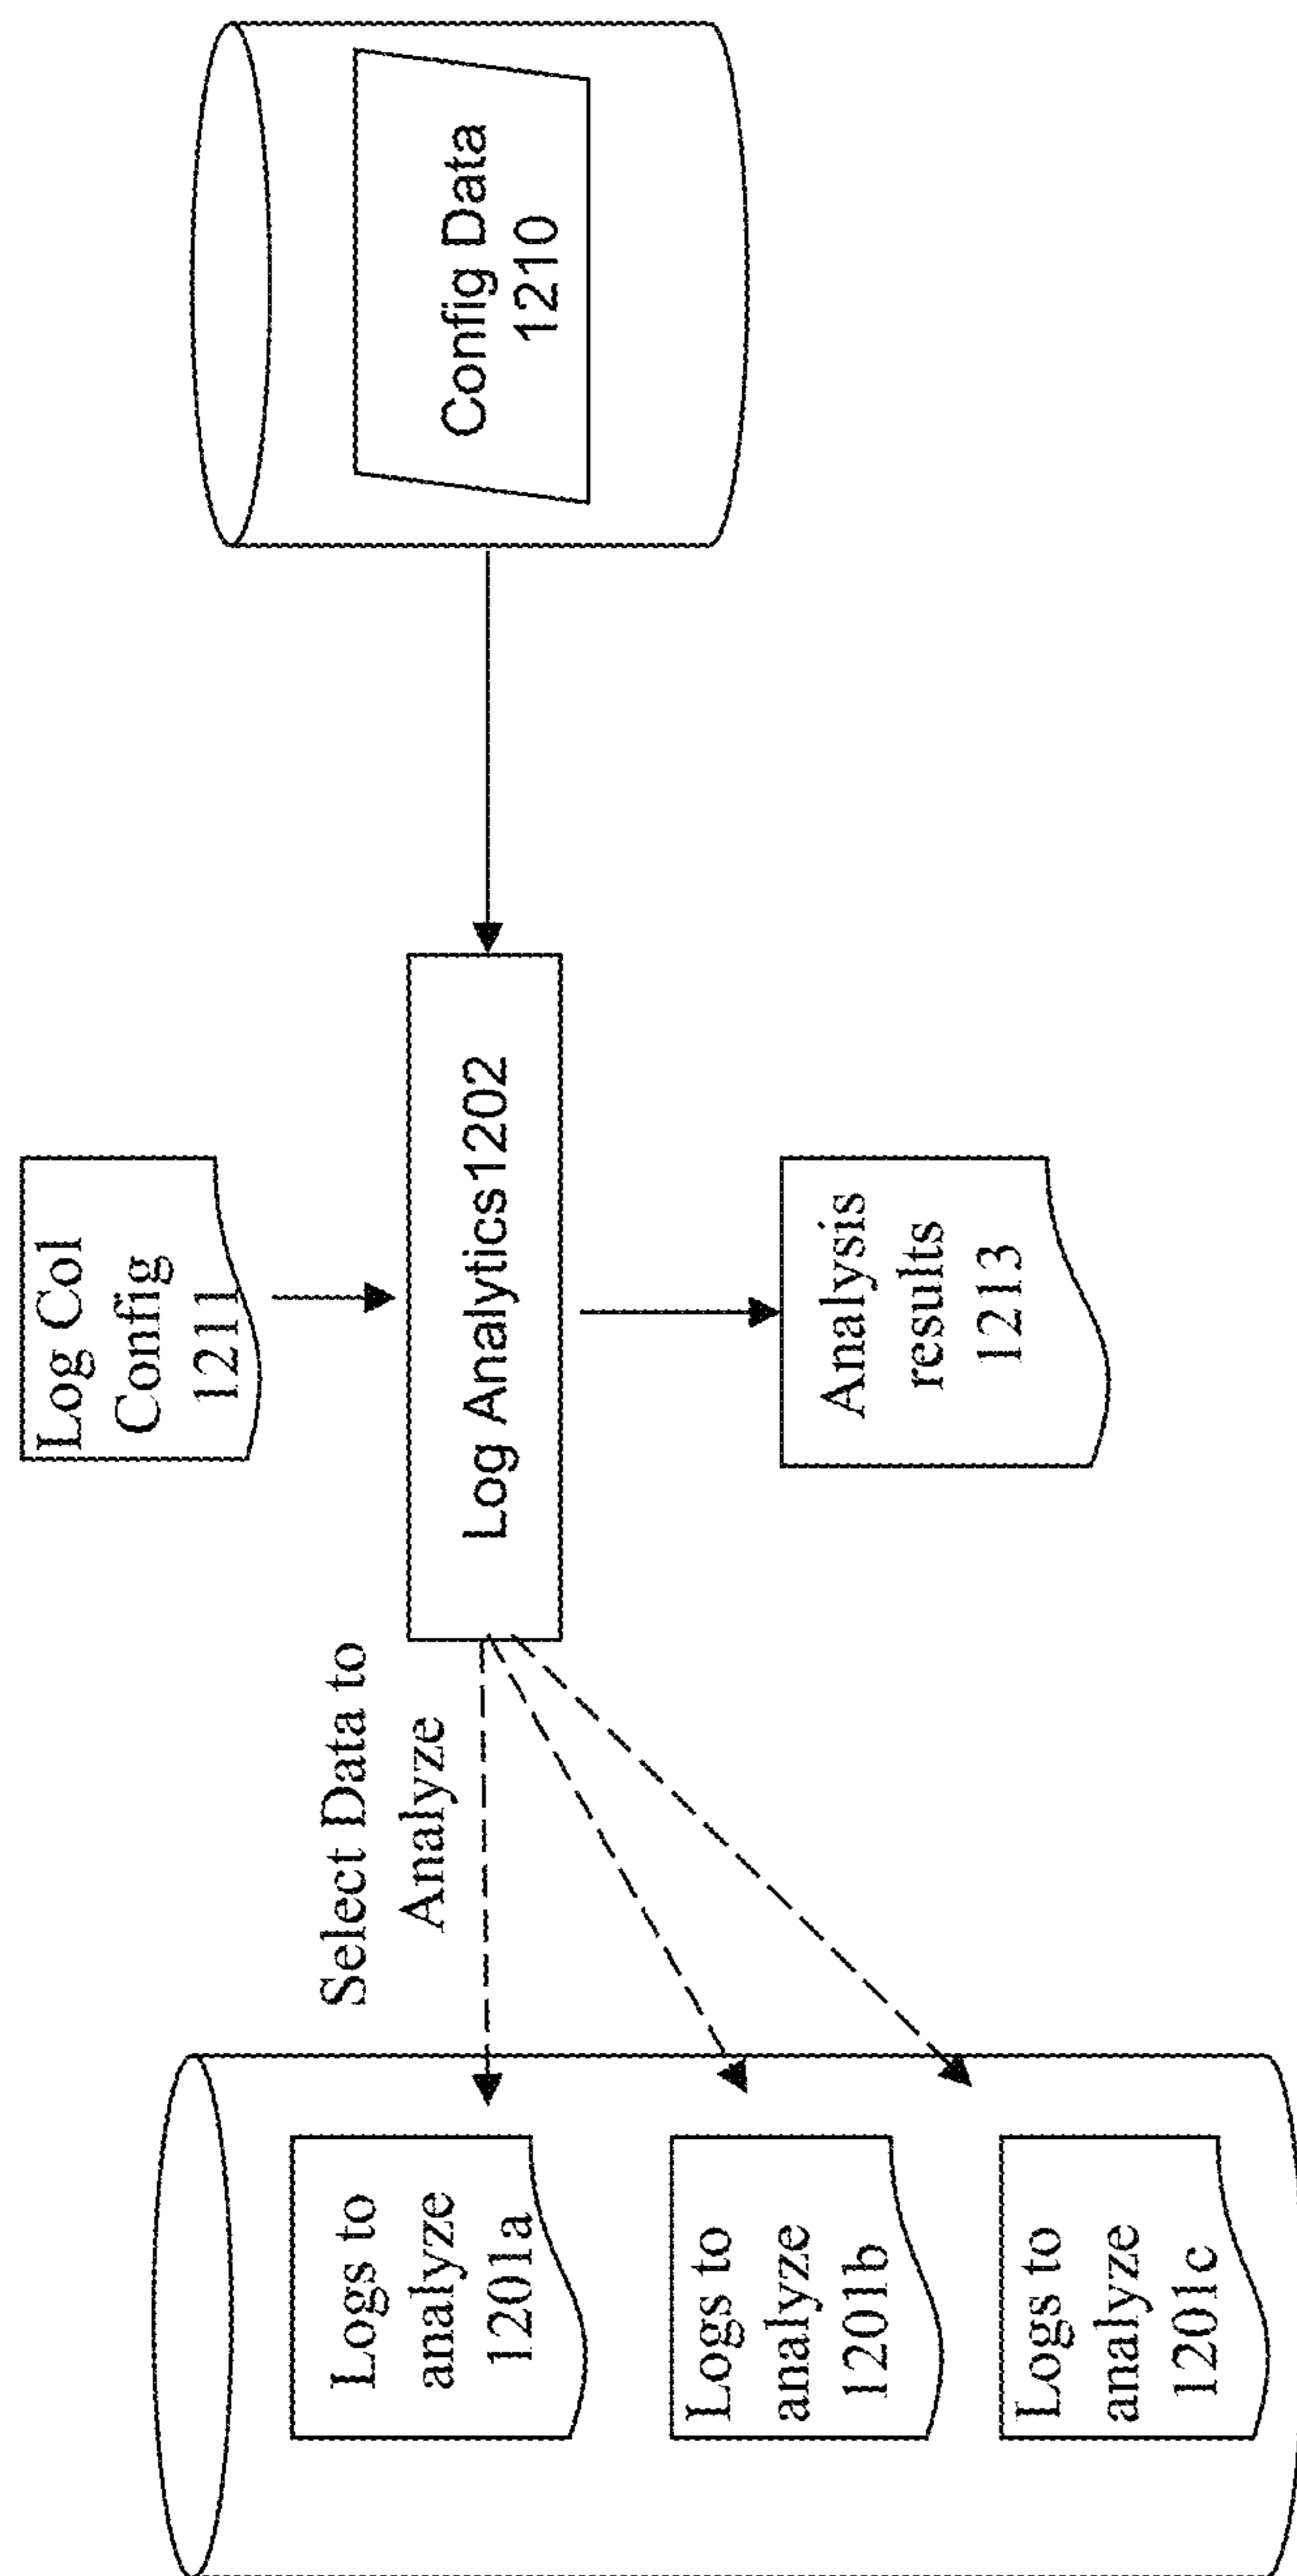 Log Col
Config
1211
Select Data to
Analyze
Logs to
analyze
1201a
Log Analytics1202
Config Data
1210
Logs to
analyze
1201b
Analysis
results
1213
Logs to
analyze
1201c